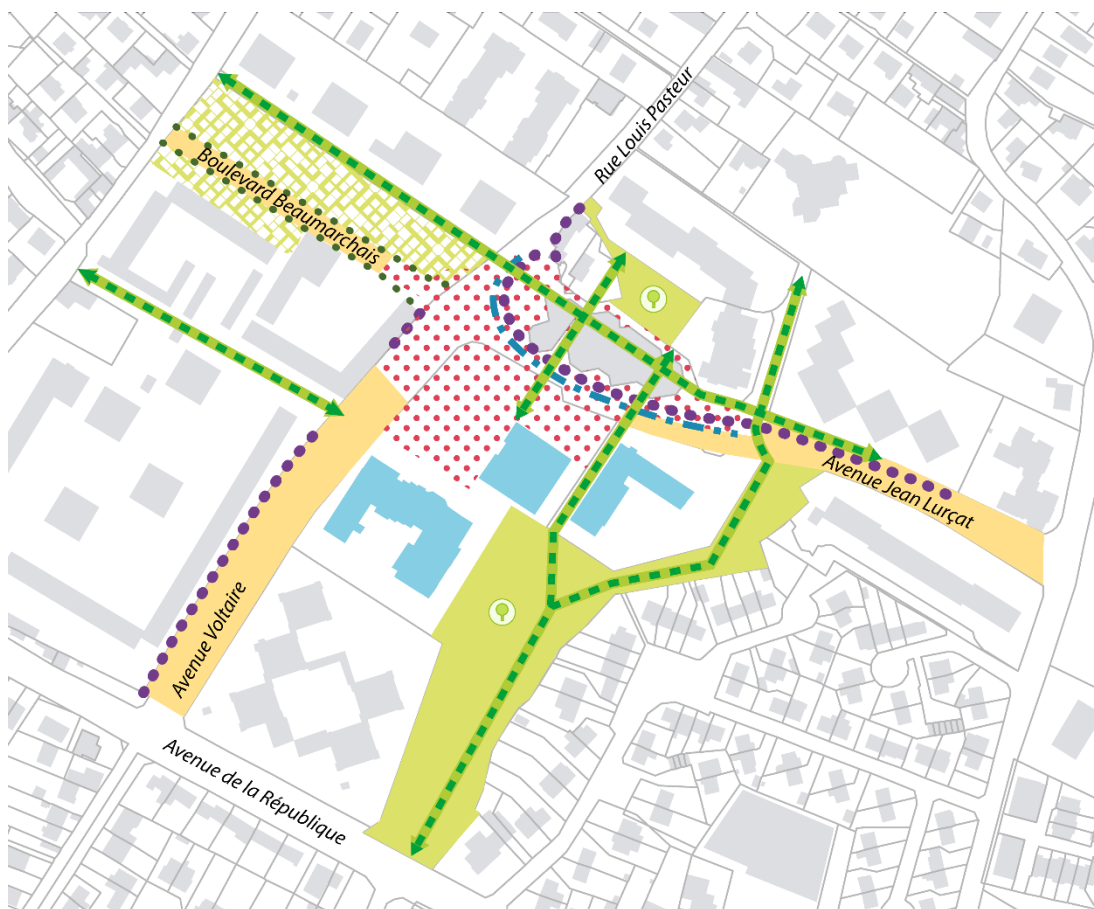 Rue Louis Pasteur
Boulevard Beaumarchais
Avenue Jean Lurçat
Avenue Voltaire
Avenue de la République